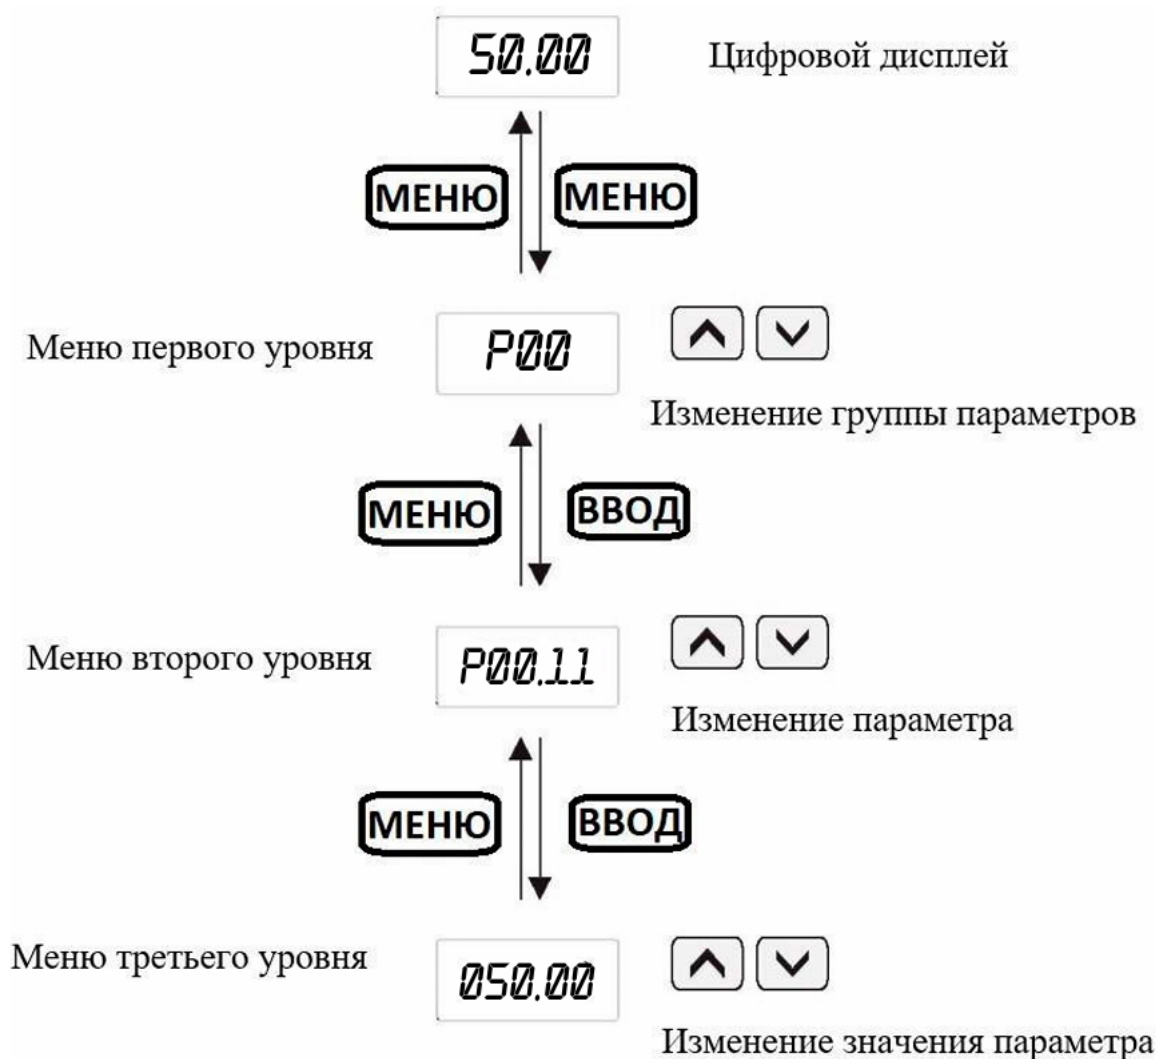 50.00
Цифровой дисплей
МЕНЮ МЕНЮ
Меню первого уровня
P00
Изменение группы параметров
МЕНЮ ВВОД
Меню второго уровня
P00.11
Изменение параметра
МЕНЮ ВВОД
Меню третьего уровня
050.00
Изменение значения параметра